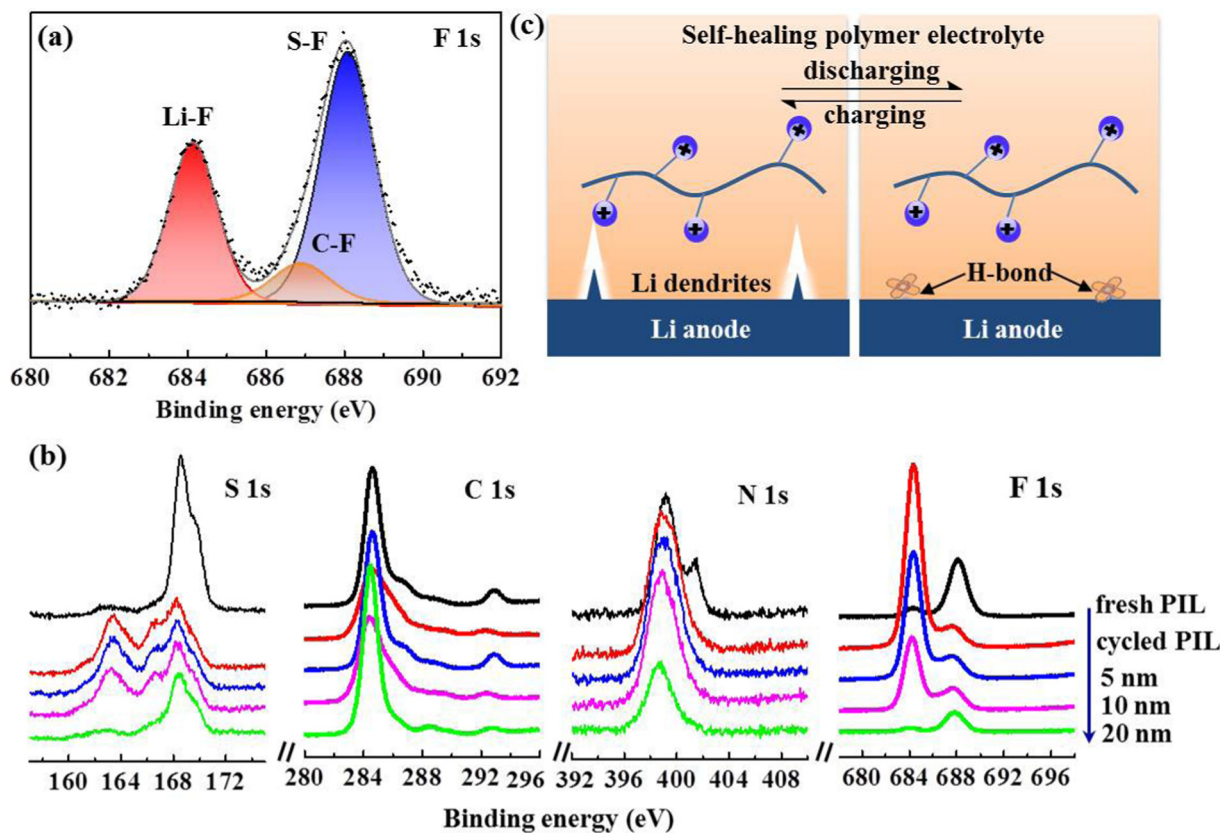 (a)
F 1s
S-F
Li-F
C-F
680 682 684 686 688 690 692
Binding energy (eV)
(c)
Self-healing polymer electrolyte
discharging
charging
+ + + +
+ + + +
Li dendrites
H-bond
Li anode
Li anode
(b)
S 1s
C 1s
N 1s
F 1s
fresh PIL
cycled PIL
5 nm
10 nm
20 nm
160 164 168 172 // 280 284 288 292 296 // 392 396 400 404 408 // 680 684 688 692 696
Binding energy (eV)